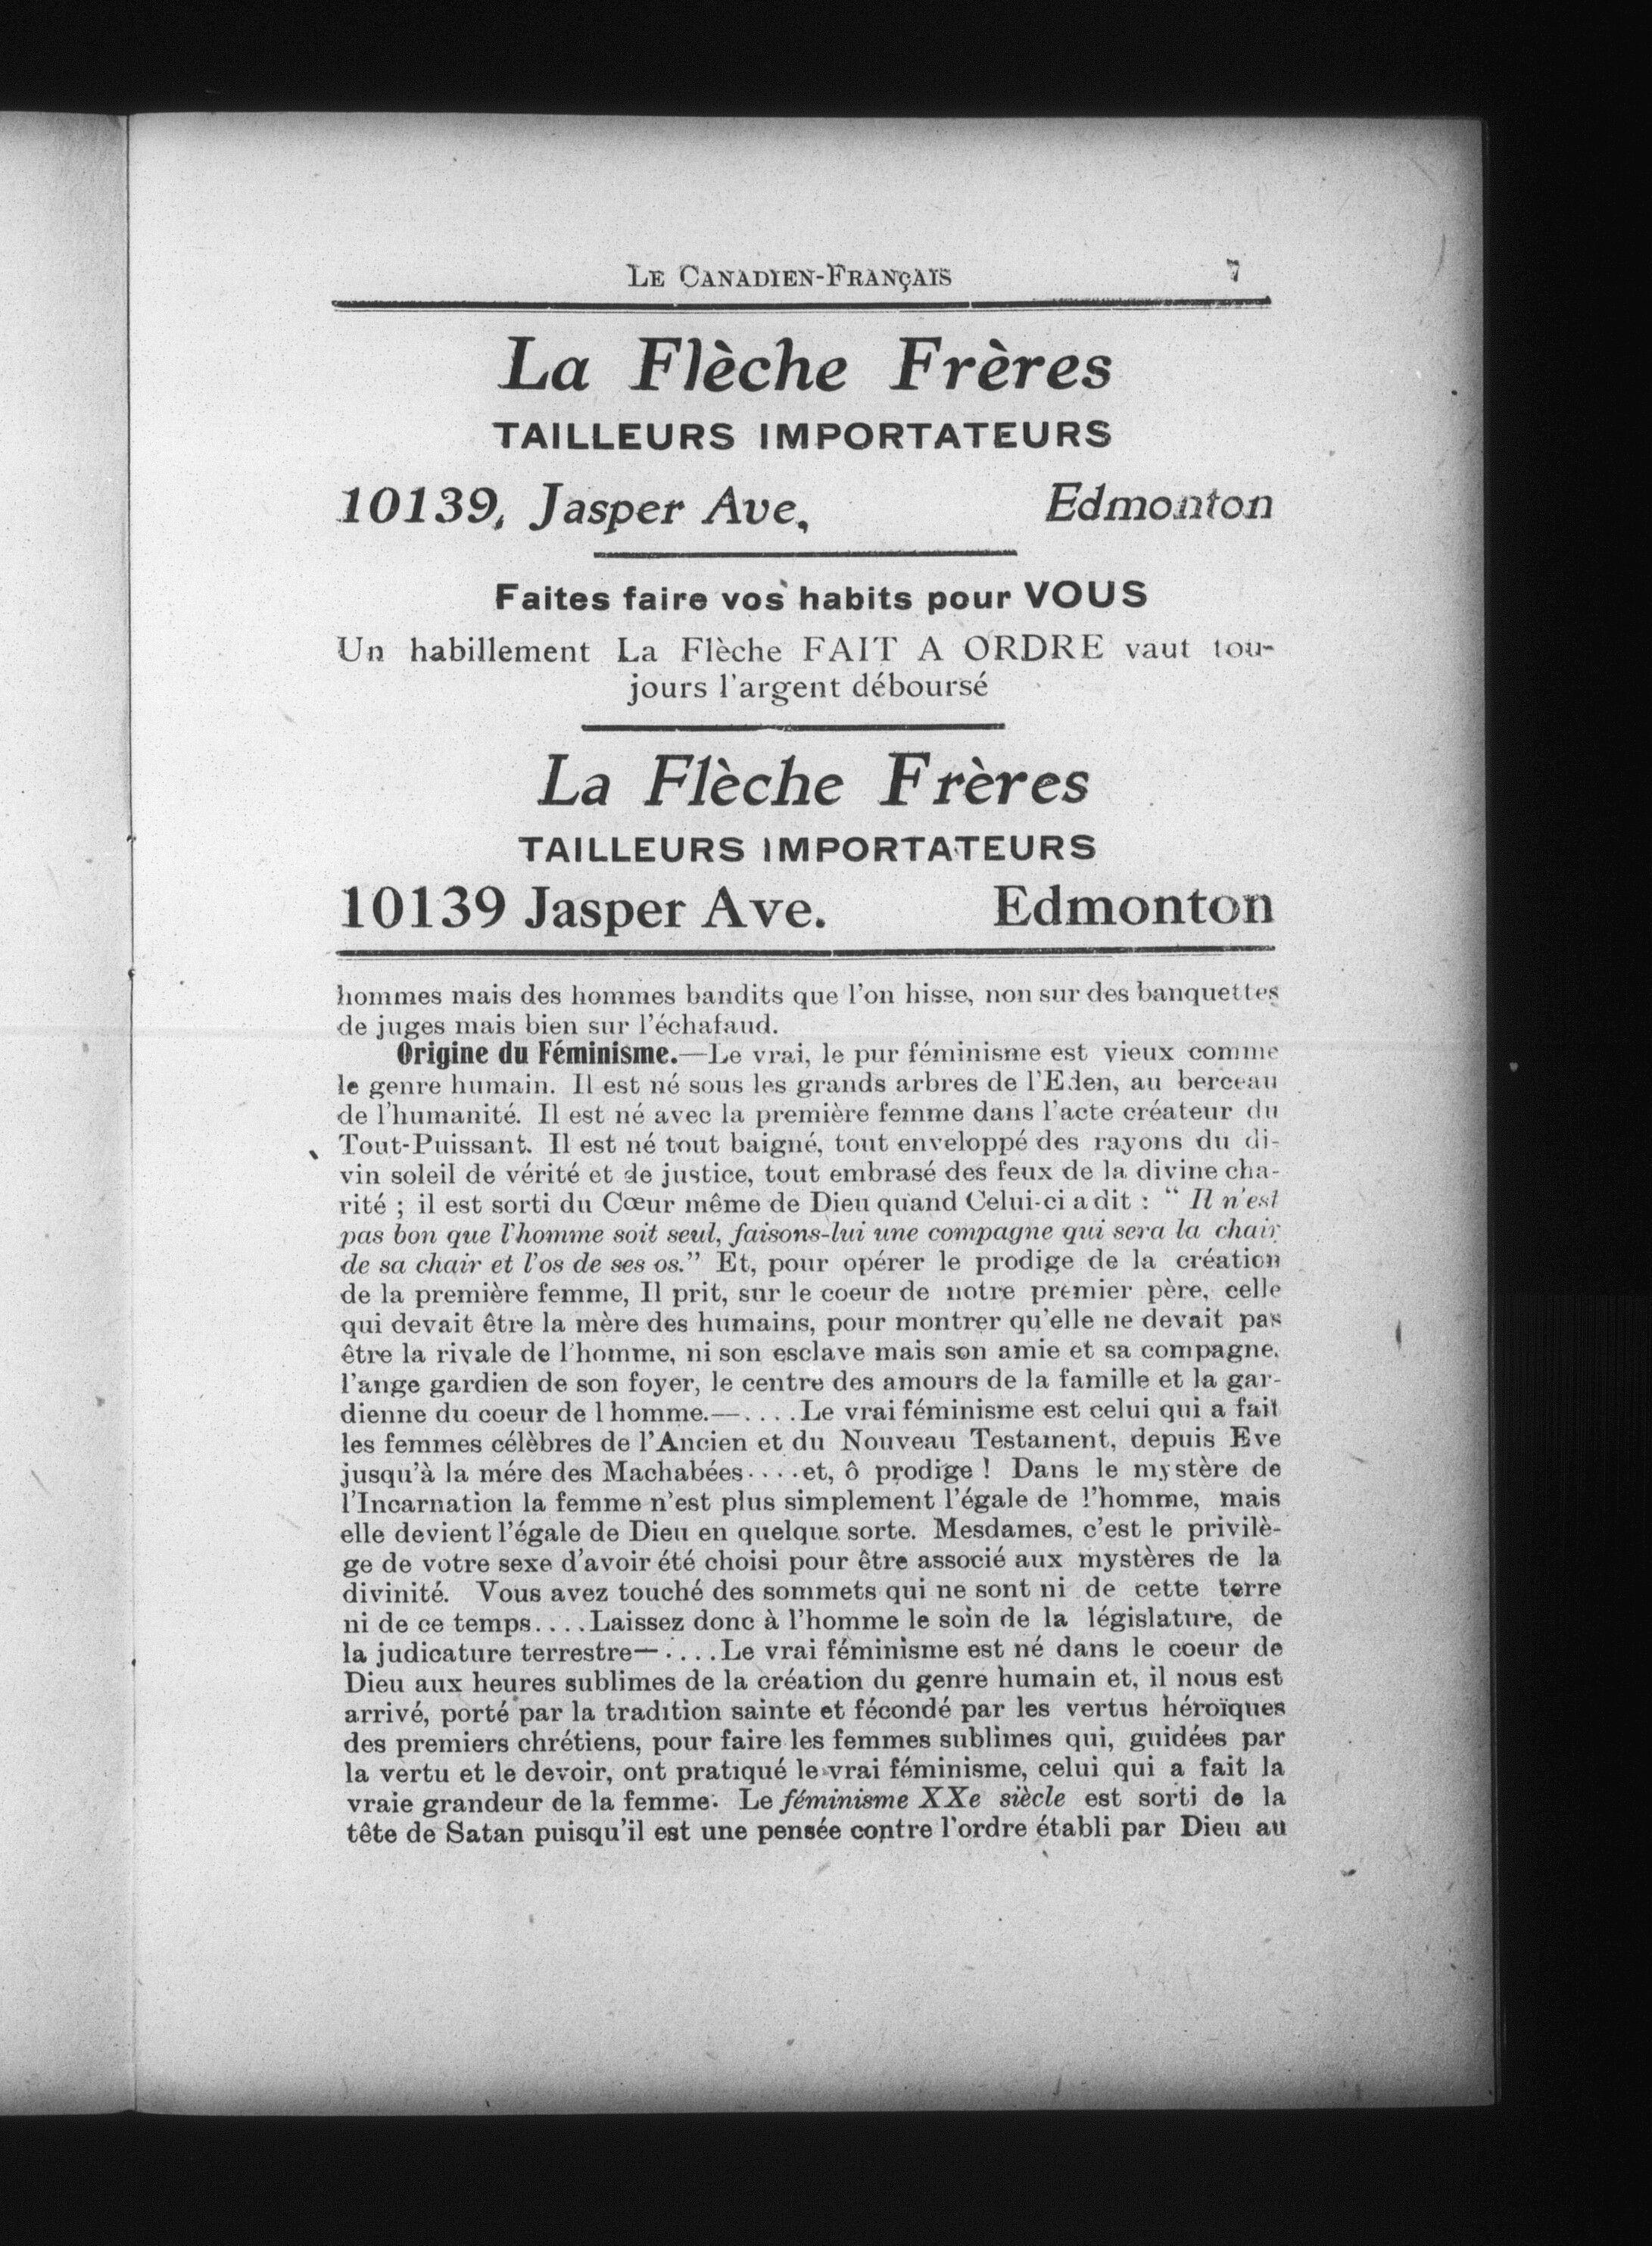 LE CANADIEN-FRANÇAIS 7
La Flèche Frères
TAILLEURS IMPORTATEURS
10139, Jasper Ave, Edmonton
Faites faire vos habits pour VOUS
Un habillement La Flèche FAIT A ORDRE vaut tou-
jours l'argent déboursé
La Flèche Frères
TAILLEURS IMPORTATEURS
10139 Jasper Ave. Edmonton
hommes mais des hommes bandits que l'on hisse, non sur des banquettes
de juges mais bien sur l'échafaud.
Origine du Féminisme.—Le vrai, le pur féminisme est vieux comme
le genre humain. Il est né sous les grands arbres de l'Eden, au berceau
de l'humanité. Il est né avec la première femme dans l'acte créateur du
Tout-Puissant. Il est né tout baigné, tout enveloppé des rayons du di-
vin soleil de vérité et de justice, tout embrasé des feux de la divine cha-
rité ; il est sorti du Cœur même de Dieu quand Celui-ci a dit : “ Il n'est
pas bon que l'homme soit seul, faisons-lui une compagne qui sera la chair
de sa chair et l'os de ses os.” Et, pour opérer le prodige de la création
de la première femme, Il prit, sur le coeur de notre premier père, celle
qui devait être la mère des humains, pour montrer qu'elle ne devait pas
être la rivale de l'homme, ni son esclave mais son amie et sa compagne,
l'ange gardien de son foyer, le centre des amours de la famille et la gar-
dienne du coeur de l homme.—....Le vrai féminisme est celui qui a fait
les femmes célèbres de l'Ancien et du Nouveau Testament, depuis Eve
jusqu'à la mére des Machabées....et, ô prodige ! Dans le mystère de
l'Incarnation la femme n'est plus simplement l'égale de l'homme, mais
elle devient l'égale de Dieu en quelque sorte. Mesdames, c'est le privilè-
ge de votre sexe d'avoir été choisi pour être associé aux mystères de la
divinité. Vous avez touché des sommets qui ne sont ni de cette terre
ni de ce temps....Laissez donc à l'homme le soin de la législature, de
la judicature terrestre—....Le vrai féminisme est né dans le coeur de
Dieu aux heures sublimes de la création du genre humain et, il nous est
arrivé, porté par la tradition sainte et fécondé par les vertus héroïques
des premiers chrétiens, pour faire les femmes sublimes qui, guidées par
la vertu et le devoir, ont pratiqué le vrai féminisme, celui qui a fait la
vraie grandeur de la femme. Le féminisme XXe siècle est sorti de la
tête de Satan puisqu'il est une pensée contre l'ordre établi par Dieu au